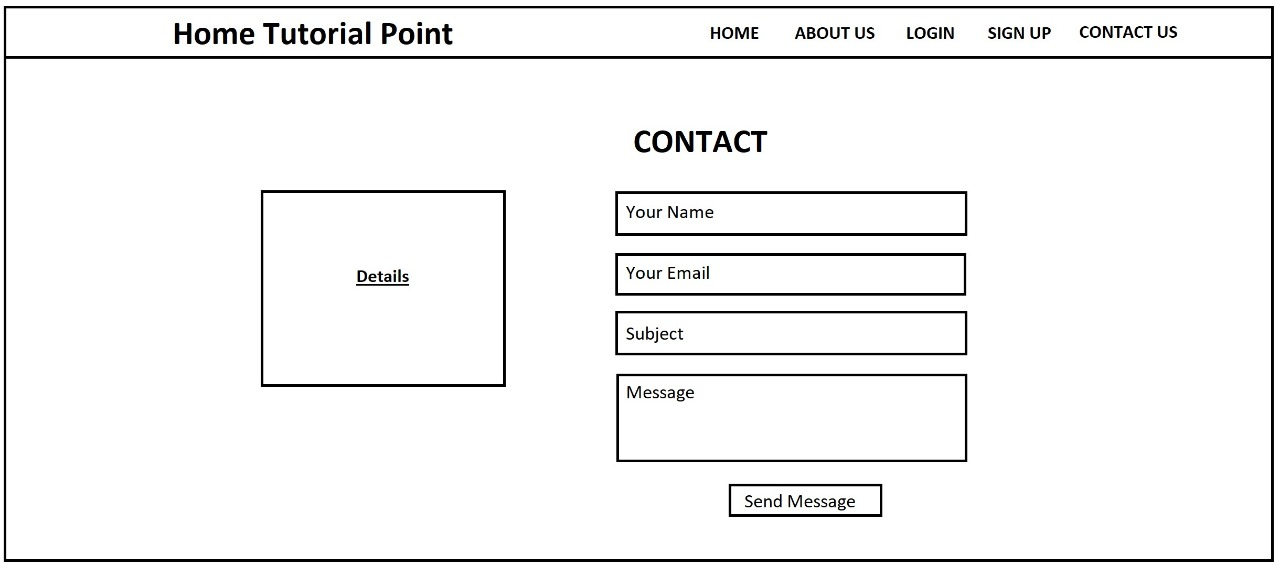 Home Tutorial Point
HOME ABOUT US LOGIN SIGN UP CONTACT US
CONTACT
Details
Your Name
Your Email
Subject
Message
Send Message